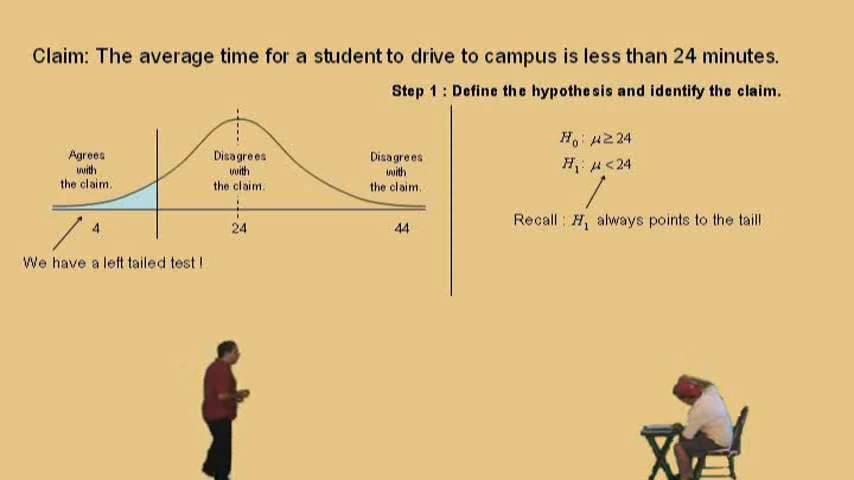 Claim: The average time for a student to drive to campus is less than 24 minutes.
Step 1 : Define the hypothesis and identify the claim.
Agrees
with
the claim.
Disagrees
with
the claim.
Disagrees
with
the claim.
4
24
44
We have a left tailed test !
H₀: μ≥24
H₁: μ<24
Recall : H₁ always points to the tail!